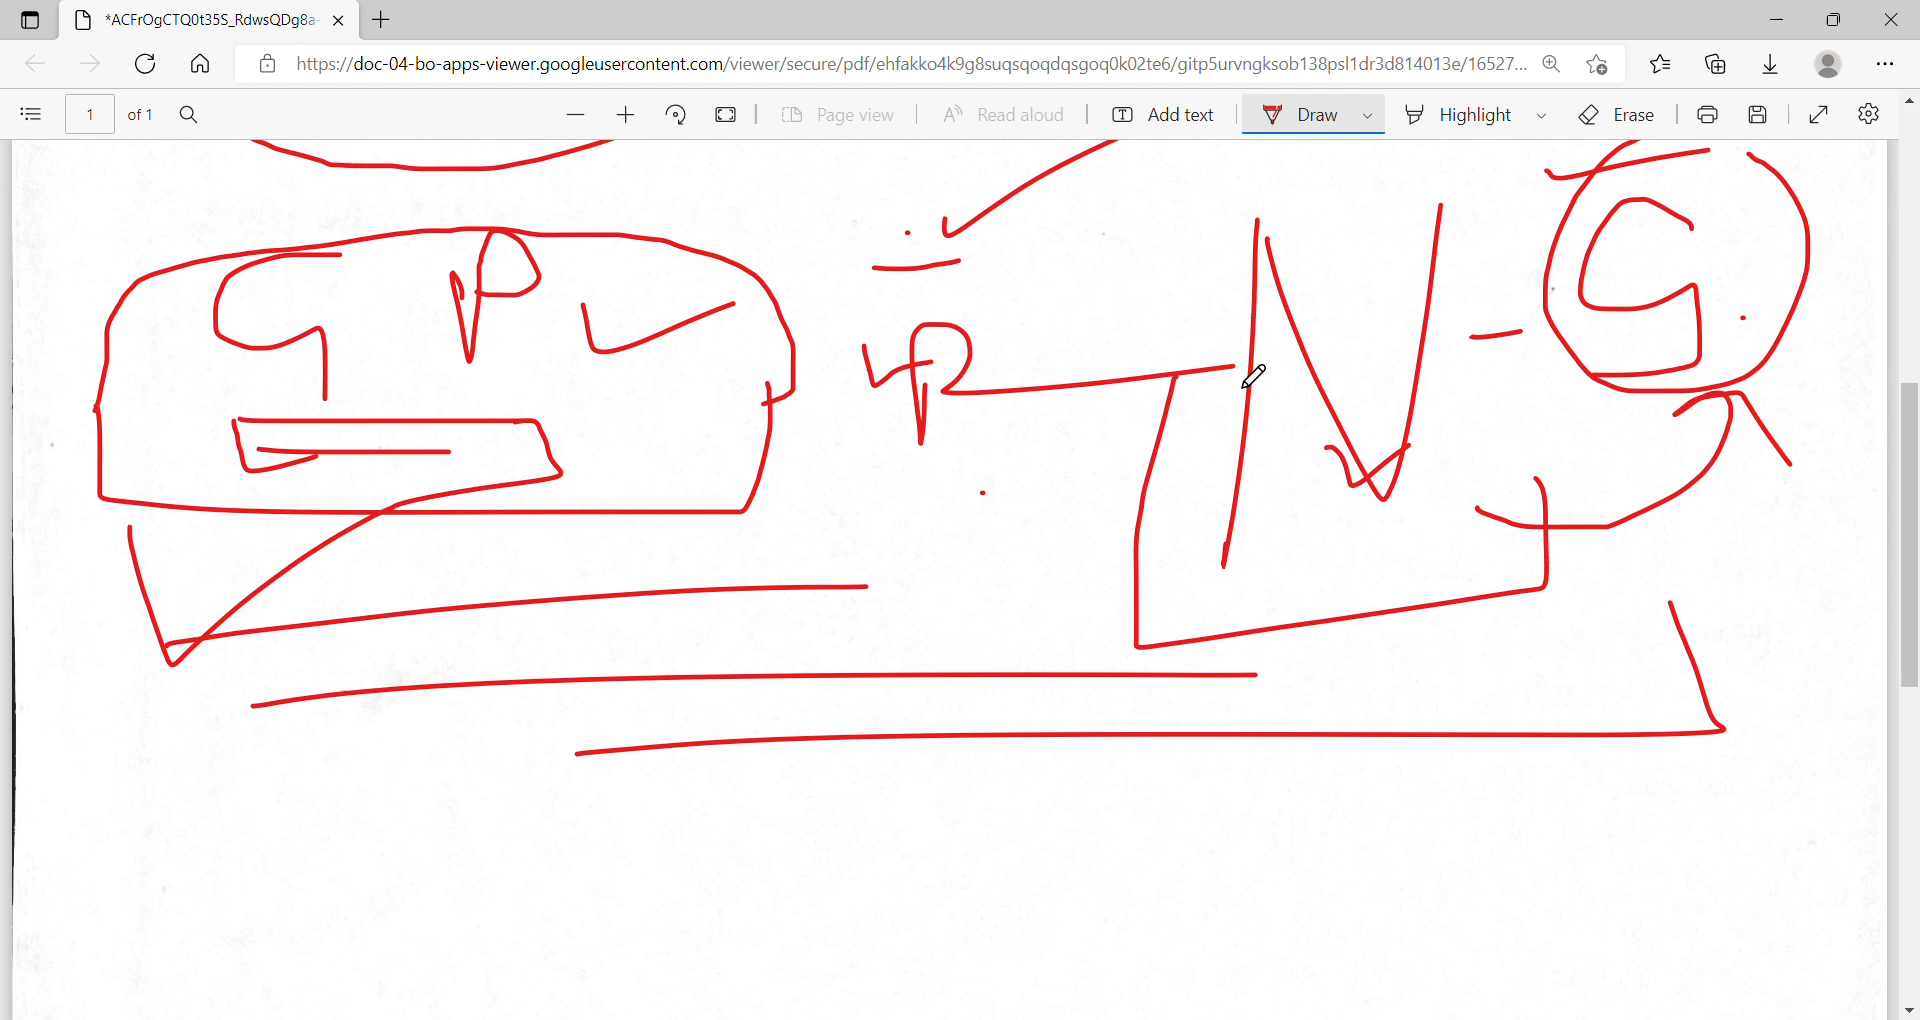 *ACFrOgCTQ0t35S_RdwsQDg8a-
https://doc-04-bo-apps-viewer.googleusercontent.com/viewer/secure/pdf/ehfakko4k9g8suqsqoqdqsgoq0k02te6/gitp5urvngksob138psl1dr3d814013e/16527...
1 of 1 Page view Read aloud Add text Draw Highlight Erase
G P
P N - G